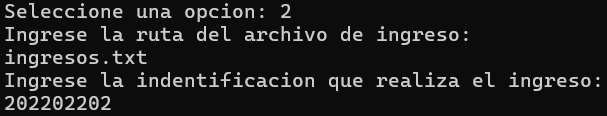 Seleccione una opcion: 2
Ingrese la ruta del archivo de ingreso:
ingresos.txt
Ingrese la indentificacion que realiza el ingreso:
202202202